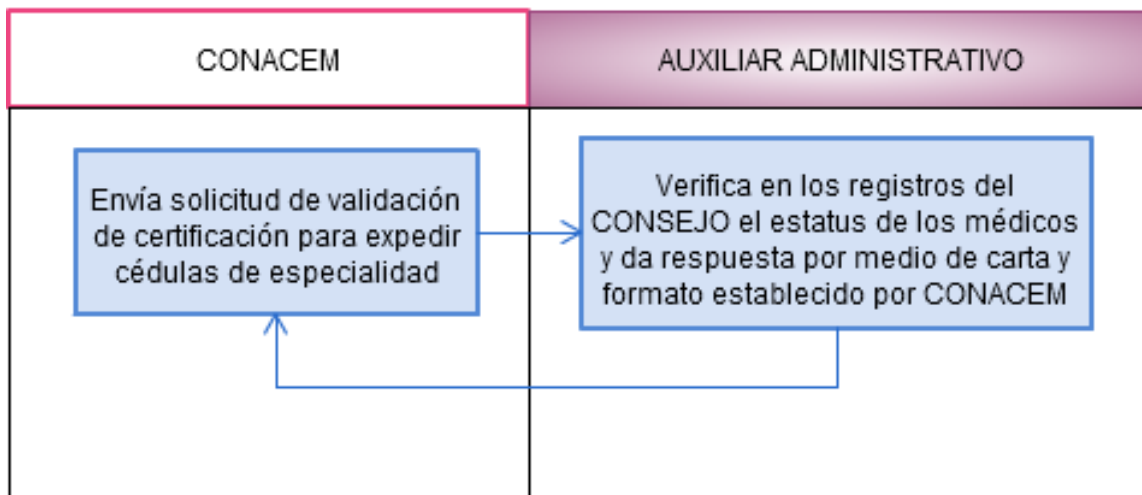 CONACEM
AUXILIAR ADMINISTRATIVO
Envía solicitud de validación
de certificación para expedir
cédulas de especialidad
Verifica en los registros del
CONSEJO el estatus de los médicos
y da respuesta por medio de carta y
formato establecido por CONACEM